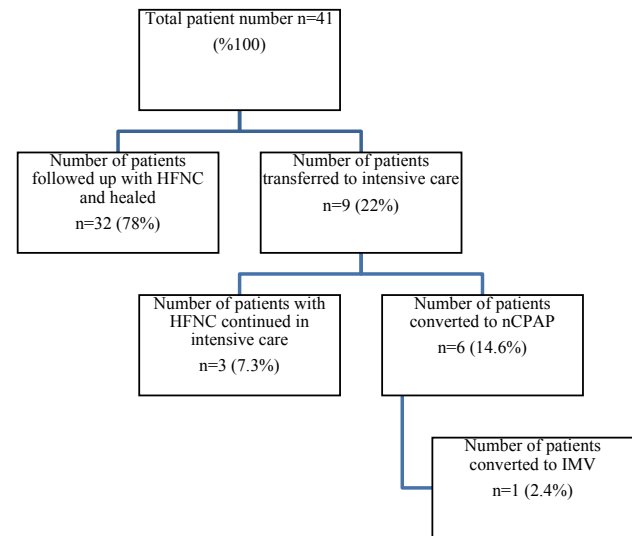 Total patient number n=41
(%100)
Number of patients
followed up with HFNC
and healed
n=32 (78%)
Number of patients
transferred to intensive care
n=9 (22%)
Number of patients with
HFNC continued in
intensive care
n=3 (7.3%)
Number of patients
converted to nCPAP
n=6 (14.6%)
Number of patients
converted to IMV
n=1 (2.4%)